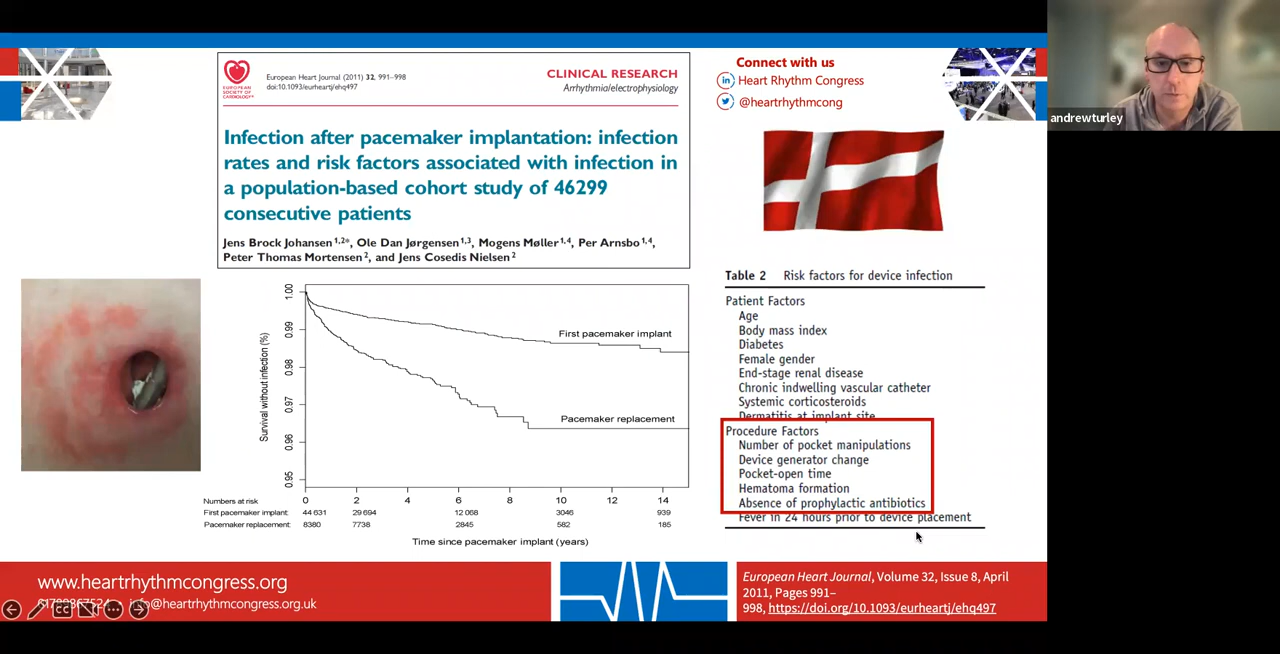 EUROPEAN
SOCIETY OF
CARDIOLOGY®
European Heart Journal (2011) 32, 991–998
doi:10.1093/eurheartj/ehq497
CLINICAL RESEARCH
Arrhythmia/electrophysiology
Infection after pacemaker implantation: infection
rates and risk factors associated with infection in
a population-based cohort study of 46299
consecutive patients
Jens Brock Johansen 1,2*, Ole Dan Jørgensen 1,3, Mogens Møller 1,4, Per Arnsbo 1,4,
Peter Thomas Mortensen 2, and Jens Cosedis Nielsen 2
Connect with us
in Heart Rhythm Congress
@heartrhythmcong
andrewturley
Survival without infection (%)
1.00
0.99
0.98
0.97
0.96
0.95
First pacemaker implant
Pacemaker replacement
0 2 4 6 8 10 12 14
Numbers at risk
First pacemaker implant: 44 631 29 694 12 068 3046 939
Pacemaker replacement: 8380 7738 2845 582 185
Time since pacemaker implant (years)
Table 2 Risk factors for device infection
Patient Factors
Age
Body mass index
Diabetes
Female gender
End-stage renal disease
Chronic indwelling vascular catheter
Systemic corticosteroids
Dermatitis at implant site
Procedure Factors
Number of pocket manipulations
Device generator change
Pocket-open time
Hematoma formation
Absence of prophylactic antibiotics
Fever in 24 hours prior to device placement
www.heartrhythmcongress.org
info@heartrhythmcongress.org.uk
CC
European Heart Journal, Volume 32, Issue 8, April
2011, Pages 991–
998, https://doi.org/10.1093/eurheartj/ehq497